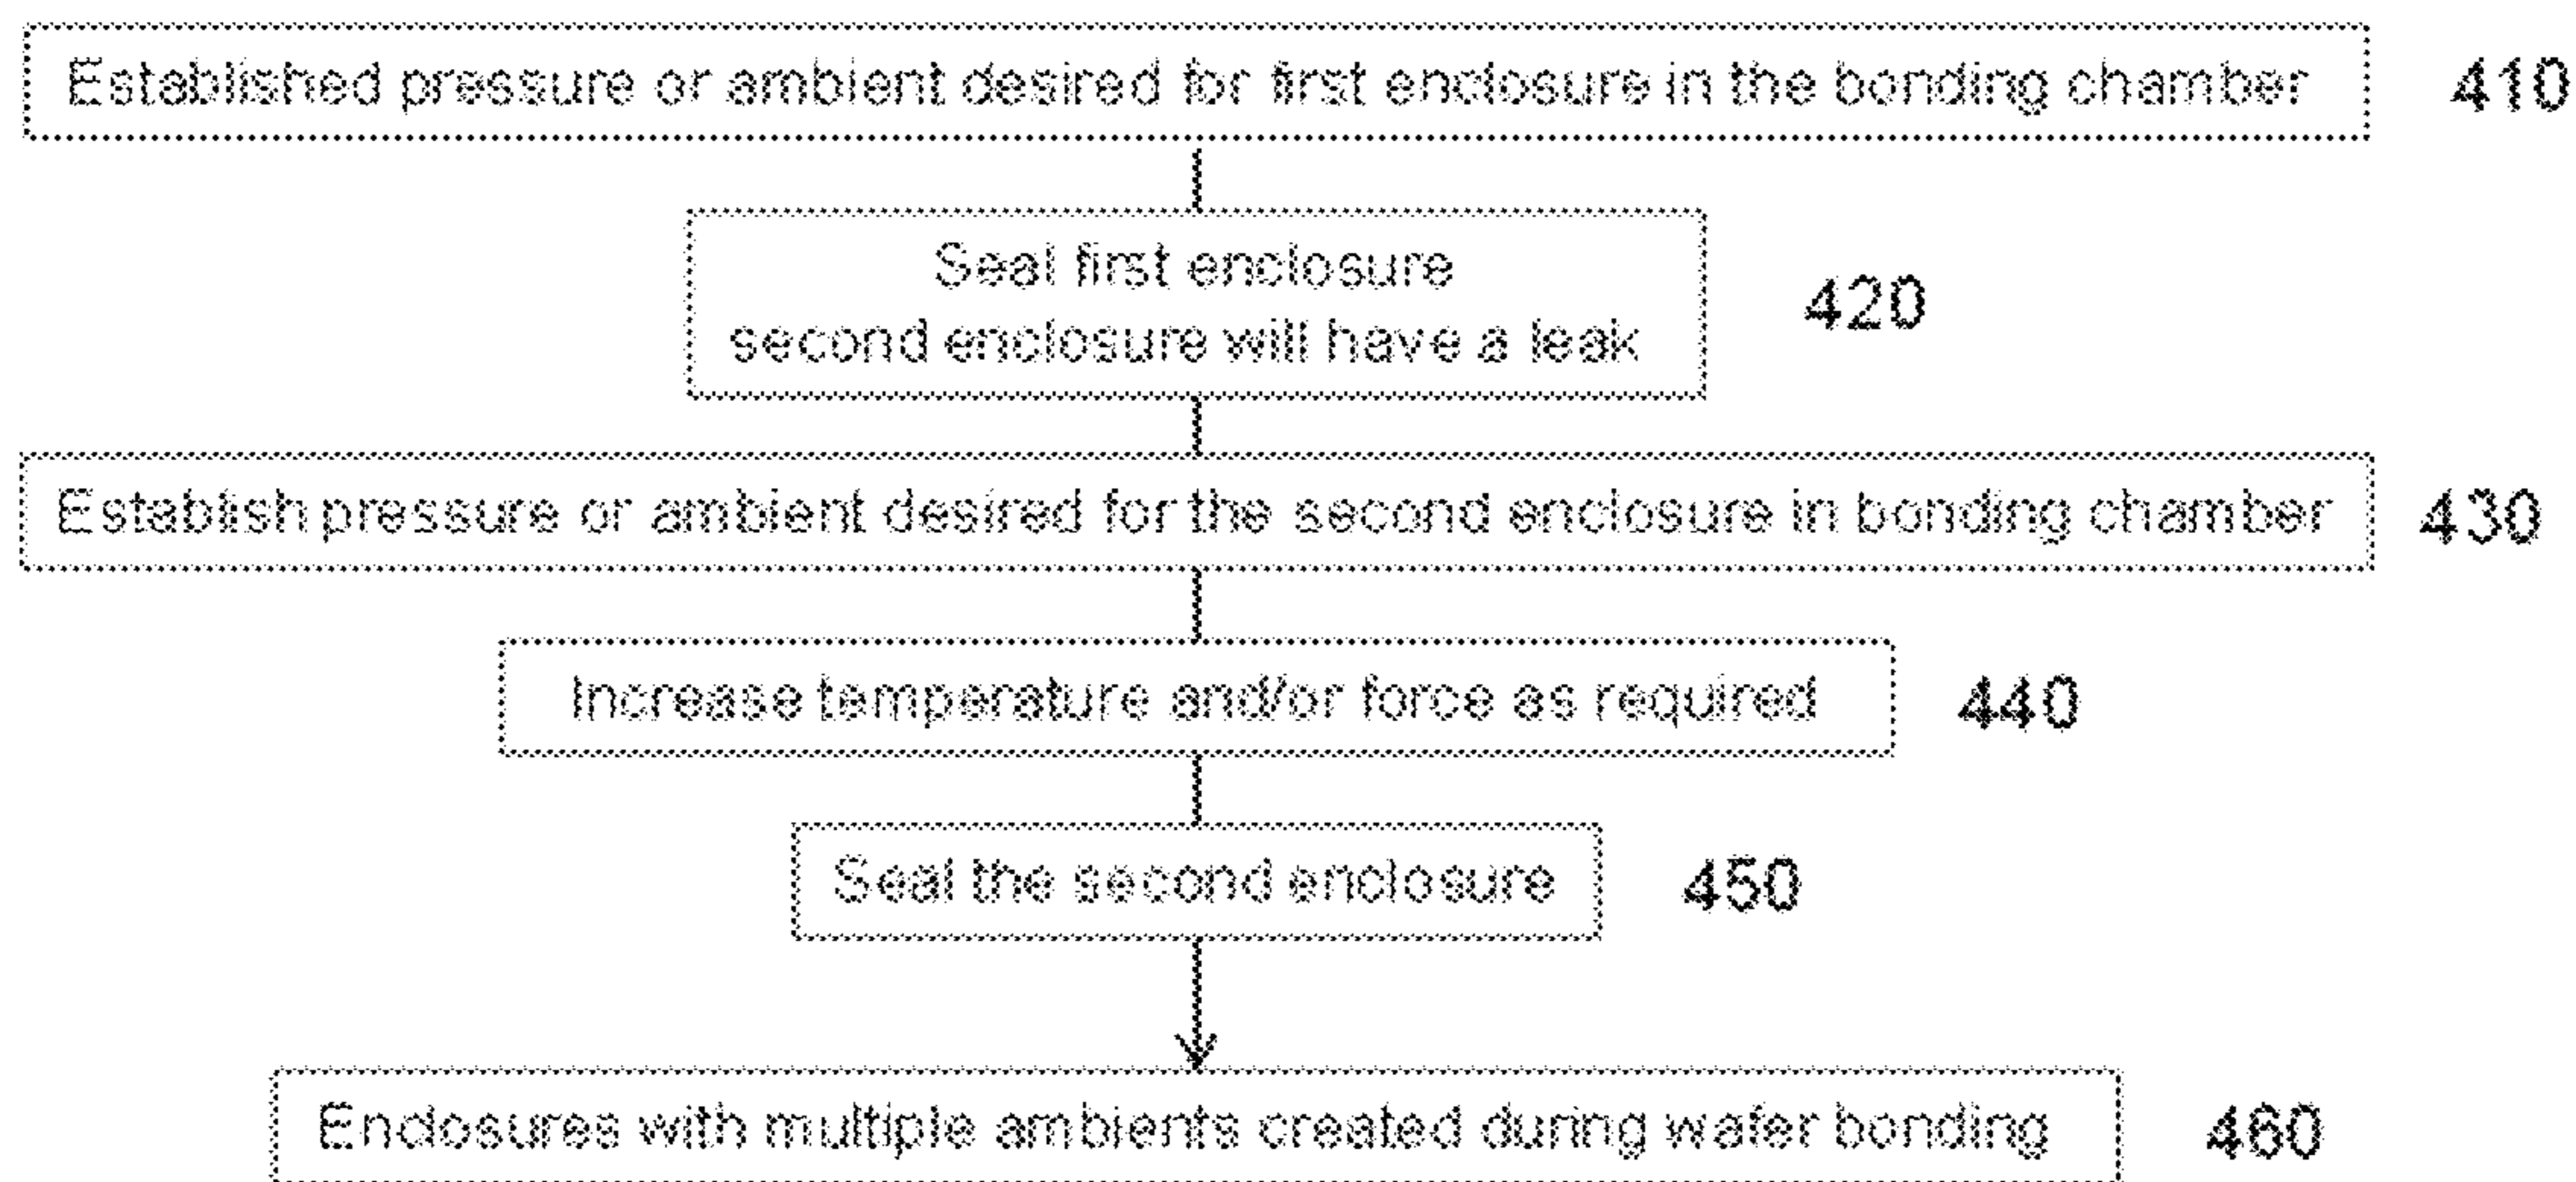 Established pressure or ambient desired for first enclosure in the bonding chamber 410
Seal first enclosure
second enclosure will have a leak 420
Establish pressure or ambient desired for the second enclosure in bonding chamber 430
Increase temperature and/or force as required 440
Seal the second enclosure 450
Enclosures with multiple ambients created during wafer bonding 460